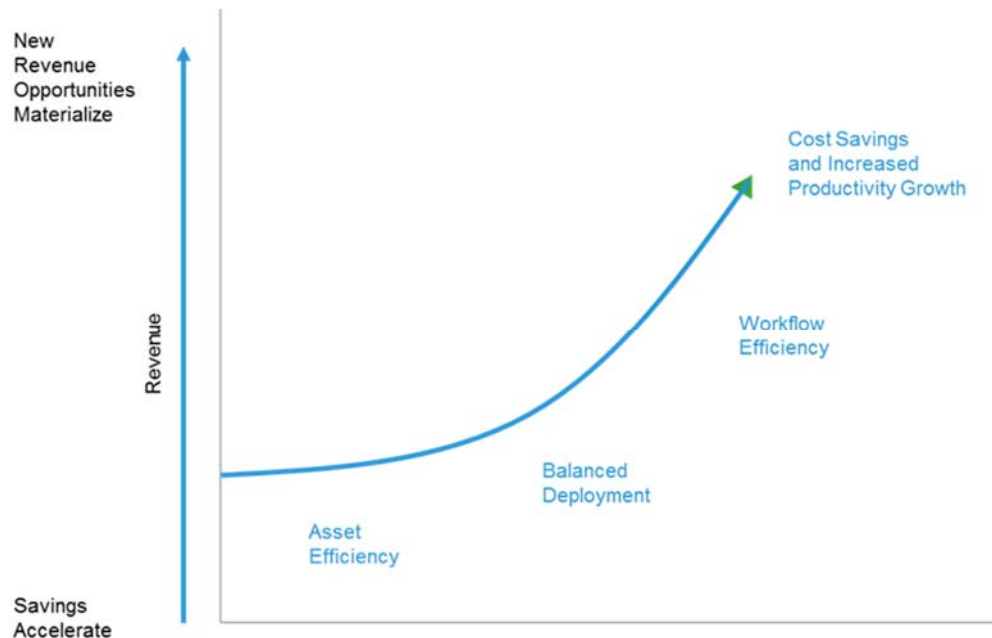 New
Revenue
Opportunities
Materialize
Cost Savings
and Increased
Productivity Growth
Revenue
Workflow
Efficiency
Balanced
Deployment
Asset
Efficiency
Savings
Accelerate